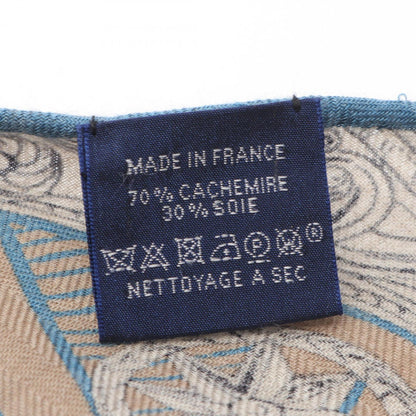 MADE IN FRANCE
70% CACHEMIRE
30% SOIE
P W ®
NETTOYAGE A SEC